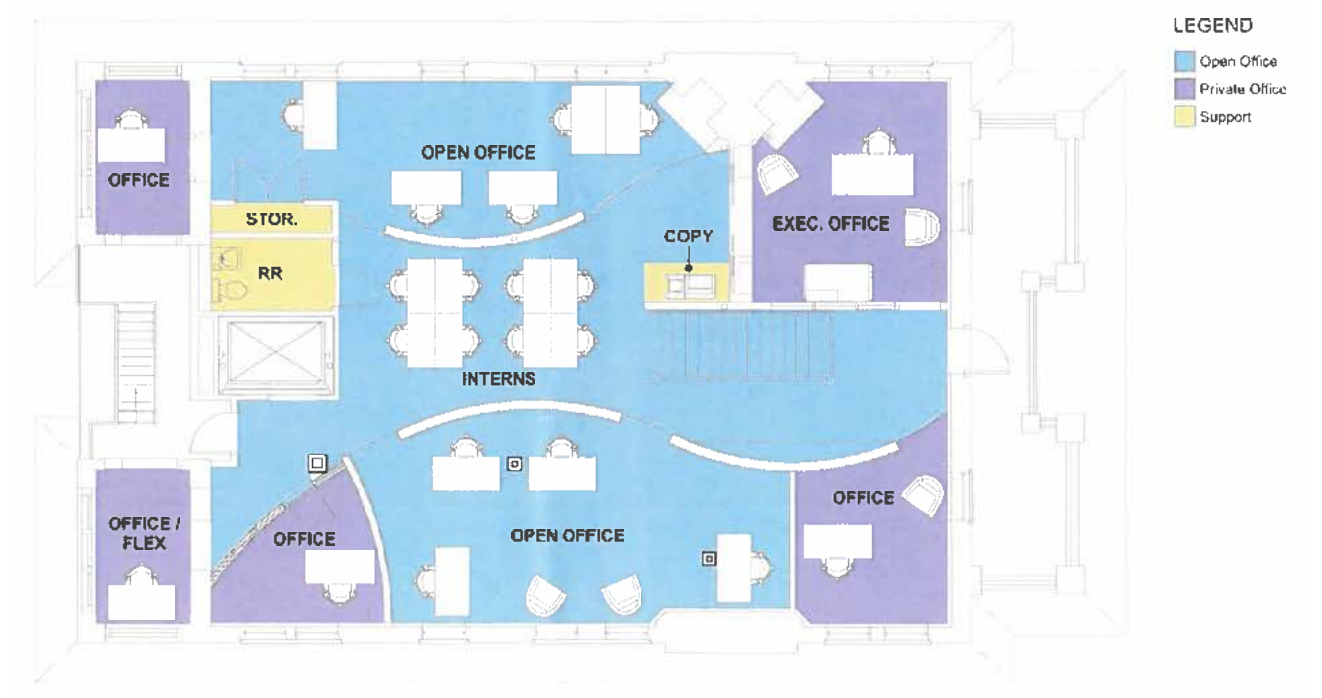 LEGEND
Open Office
Private Office
Support
OPEN OFFICE
OFFICE
STOR.
COPY
EXEC. OFFICE
RR
INTERNS
OFFICE
OFFICE /
FLEX
OFFICE
OPEN OFFICE